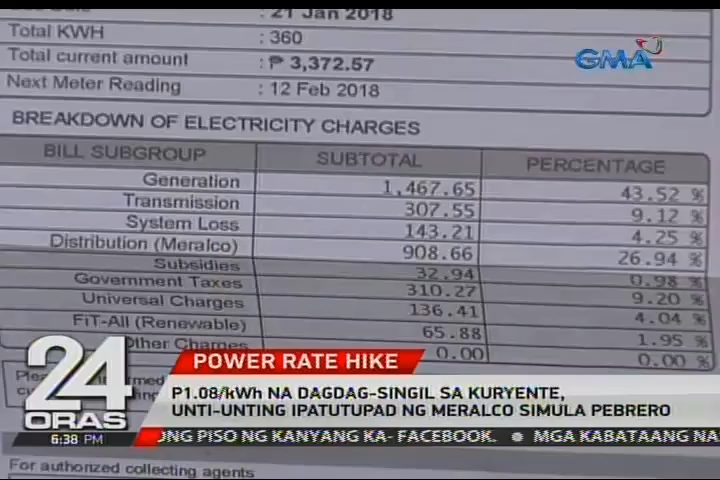 : 21 Jan 2018
Total KWH : 360
Total current amount : ₱ 3,372.57
Next Meter Reading : 12 Feb 2018
GMA
BREAKDOWN OF ELECTRICITY CHARGES
BILL SUBGROUP SUBTOTAL PERCENTAGE
Generation 1,467.65 43.52 %
Transmission 307.55 9.12 %
System Loss 143.21 4.25 %
Distribution (Meralco) 908.66 26.94 %
Subsidies 32.94 0.98 %
Government Taxes 310.27 9.20 %
Universal Charges 136.41 4.04 %
FiT-All (Renewable) 65.88 1.95 %
Other Charges 0.00 0.00 %
24 ORAS
6:38 PM
POWER RATE HIKE
P1.08/kWh NA DAGDAG-SINGIL SA KURYENTE,
UNTI-UNTING IPATUTUPAD NG MERALCO SIMULA PEBRERO
ONG PISO NG KANYANG KA- FACEBOOK. ● MGA KABATAANG NA
For authorized collecting agents